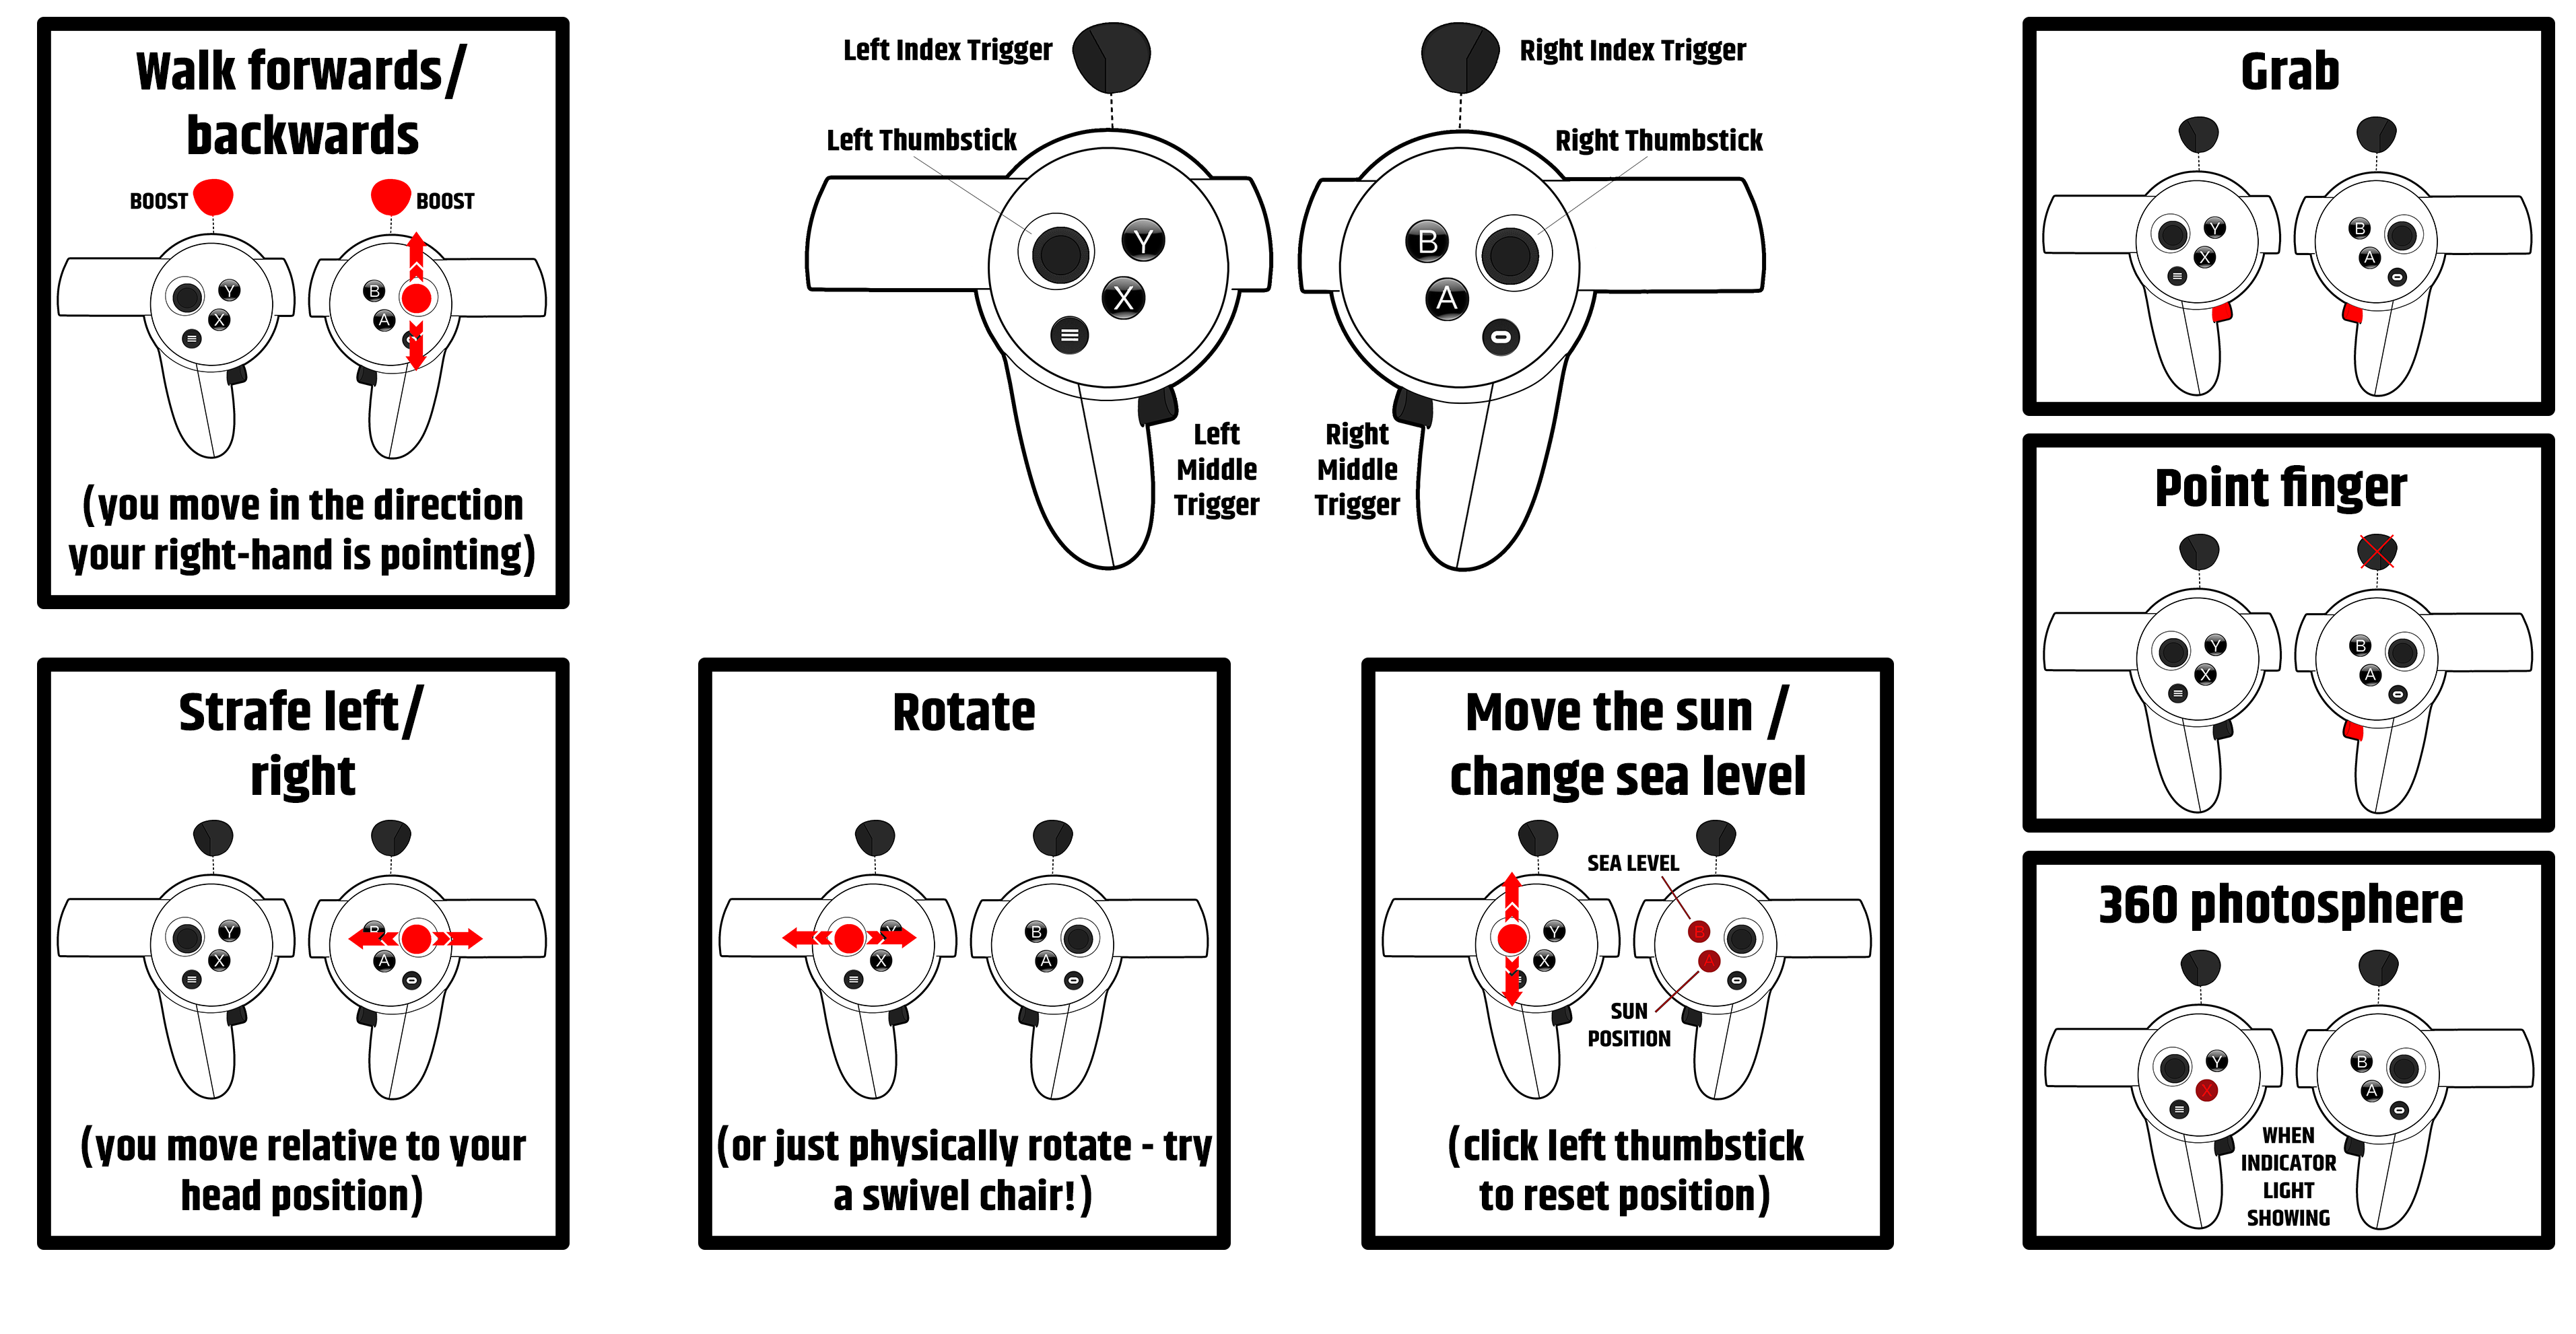 Walk forwards/
backwards
BOOST
BOOST
Y
X
B
A
(you move in the direction
your right-hand is pointing)
Left Index Trigger
Right Index Trigger
Left Thumbstick
Right Thumbstick
Y
X
B
A
Left
Middle
Trigger
Right
Middle
Trigger
Grab
Y
X
B
A
Point finger
Y
X
B
A
Strafe left/
right
Y
X
B
A
(you move relative to your
head position)
Rotate
Y
X
B
A
(or just physically rotate - try
a swivel chair!)
Move the sun /
change sea level
SEA LEVEL
Y
X
B
A
SUN
POSITION
(click left thumbstick
to reset position)
360 photosphere
Y
X
B
A
WHEN
INDICATOR
LIGHT
SHOWING